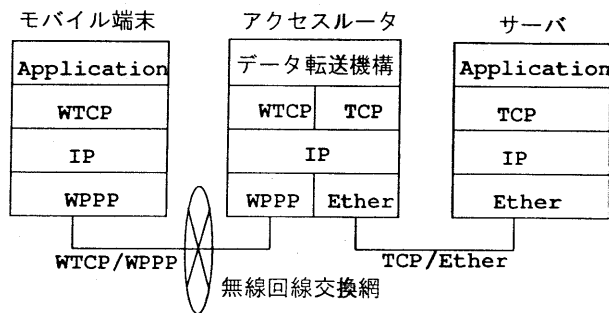 モバイル端末
アクセスルータ
サーバ
Application
WTCP
IP
WPPP
データ転送機構
WTCP
TCP
IP
WPPP
Ether
Application
TCP
IP
Ether
WTCP/WPPP
TCP/Ether
無線回線交換網